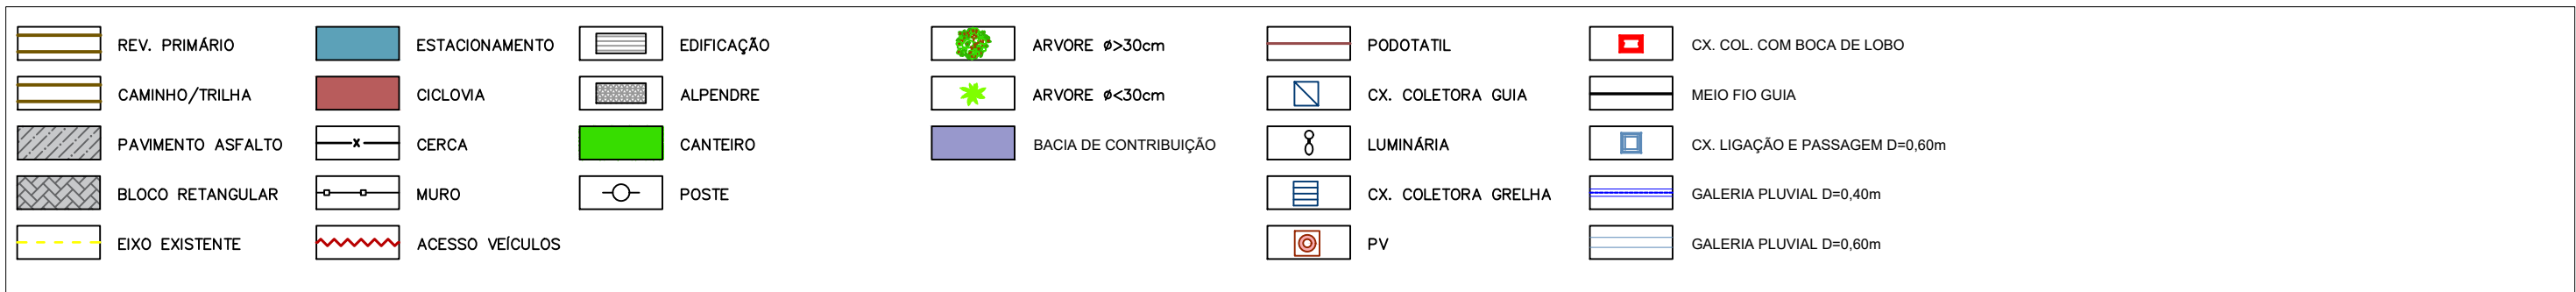 REV. PRIMÁRIO
CAMINHO/TRILHA
PAVIMENTO ASFALTO
BLOCO RETANGULAR
EIXO EXISTENTE
ESTACIONAMENTO
CICLOVIA
CERCA
MURO
ACESSO VEÍCULOS
EDIFICAÇÃO
ALPENDRE
CANTEIRO
POSTE
ARVORE ø>30cm
ARVORE ø<30cm
BACIA DE CONTRIBUIÇÃO
PODOTATIL
CX. COLETORA GUIA
LUMINÁRIA
CX. COLETORA GRELHA
PV
CX. COL. COM BOCA DE LOBO
MEIO FIO GUIA
CX. LIGAÇÃO E PASSAGEM D=0,60m
GALERIA PLUVIAL D=0,40m
GALERIA PLUVIAL D=0,60m